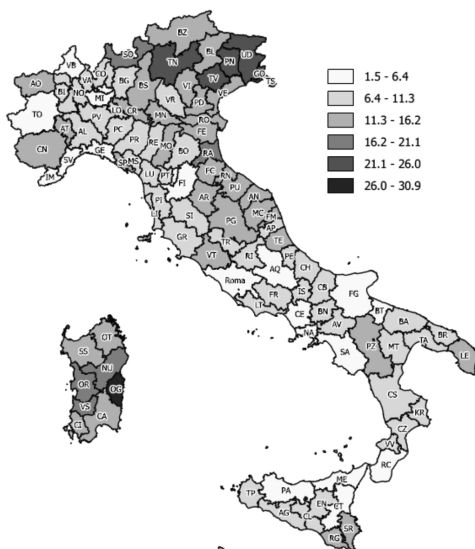 BZ
SO
VB
CO
TN
BL
PN
UD
GO
TS
AO
BI
VA
NO
MI
BG
BS
VI
TV
VE
TO
PV
LO
CR
VR
PD
MN
RO
AT
AL
PC
PR
RE
MO
FE
BO
CN
SV
GE
IM
SP
MS
LU
PT
FI
RA
FC
RN
PU
AN
PI
LI
AR
SI
PG
MC
FM
AP
GR
TR
TE
VT
RI
AQ
PE
CH
Roma
LT
FR
IS
CB
FG
CE
BN
BT
BA
NA
AV
SA
PZ
MT
TA
BR
LE
CS
KR
CZ
VV
RC
ME
PA
TP
EN
CT
AG
CL
RG
SR
OT
SS
NU
OR
OG
VS
CI
CA
1.5 - 6.4
6.4 - 11.3
11.3 - 16.2
16.2 - 21.1
21.1 - 26.0
26.0 - 30.9